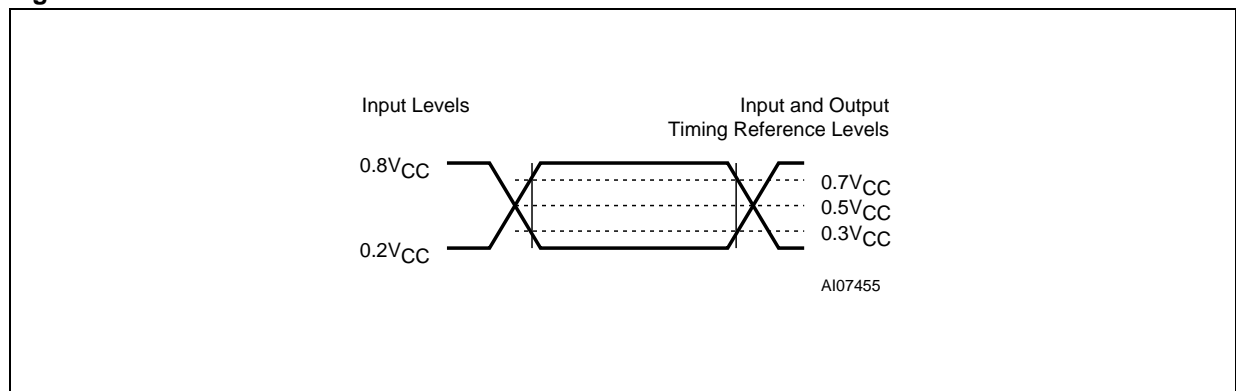 Input Levels
Input and Output
Timing Reference Levels
0.8VCC
0.7VCC
0.5VCC
0.3VCC
0.2VCC
AI07455